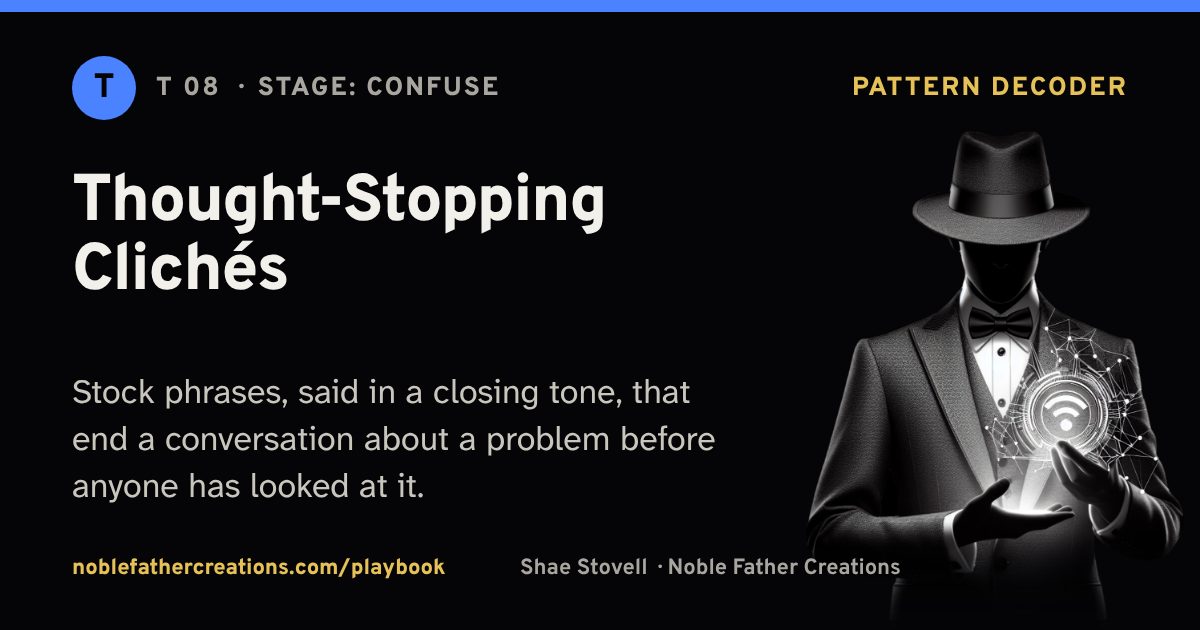 T
T 08 · STAGE: CONFUSE
PATTERN DECODER
Thought-Stopping
Clichés
Stock phrases, said in a closing tone, that
end a conversation about a problem before
anyone has looked at it.
noblefathercreations.com/playbook
Shae Stovell · Noble Father Creations